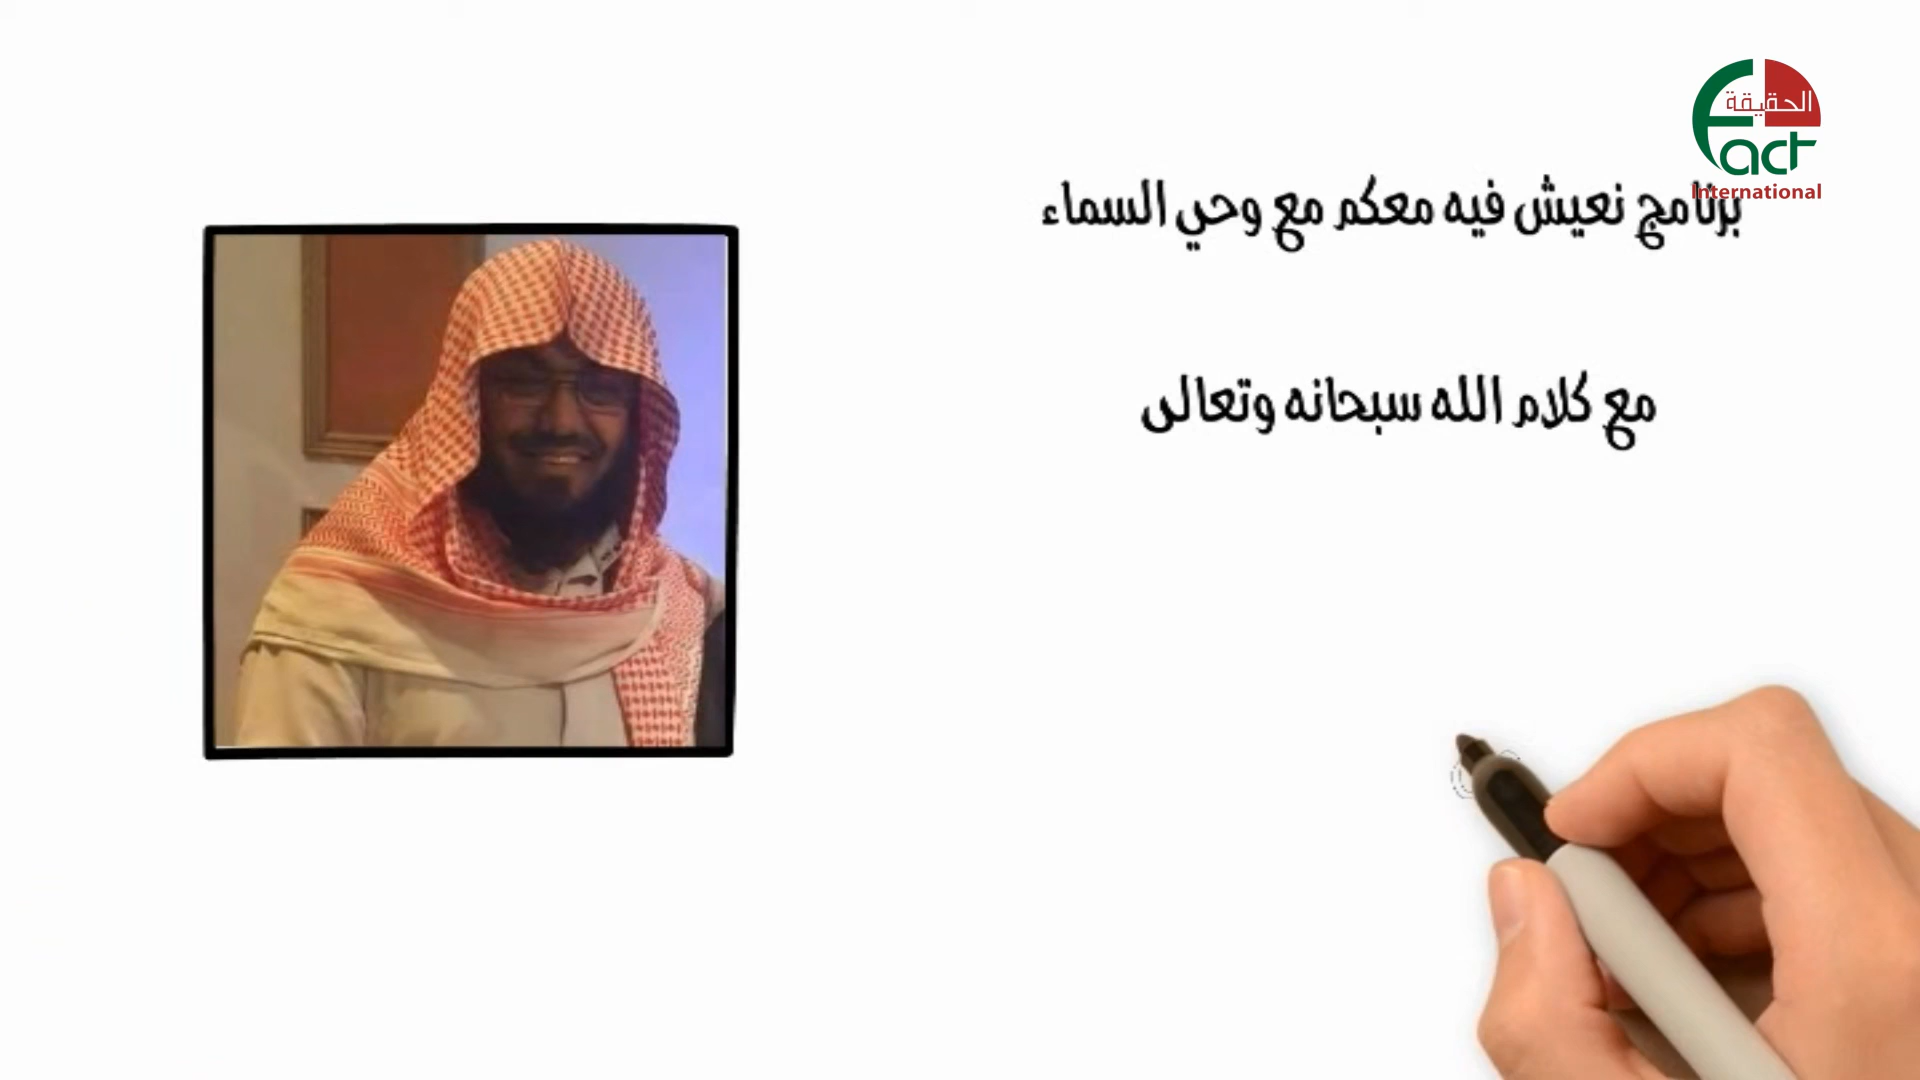 الحقيقة
Fact
International
برنامج نعيش فيه معكم مع وحي السماء
مع كلام الله سبحانه وتعالى